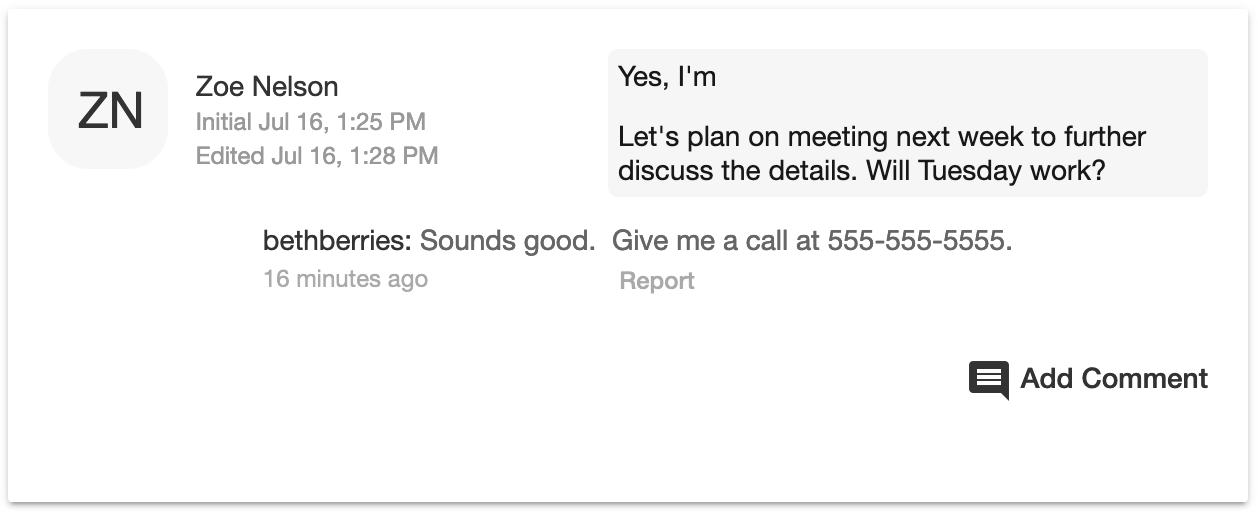 ZN
Zoe Nelson
Initial Jul 16, 1:25 PM
Edited Jul 16, 1:28 PM
Yes, I'm
Let's plan on meeting next week to further
discuss the details. Will Tuesday work?
bethberries: Sounds good.  Give me a call at 555-555-5555.
16 minutes ago
Report
Add Comment